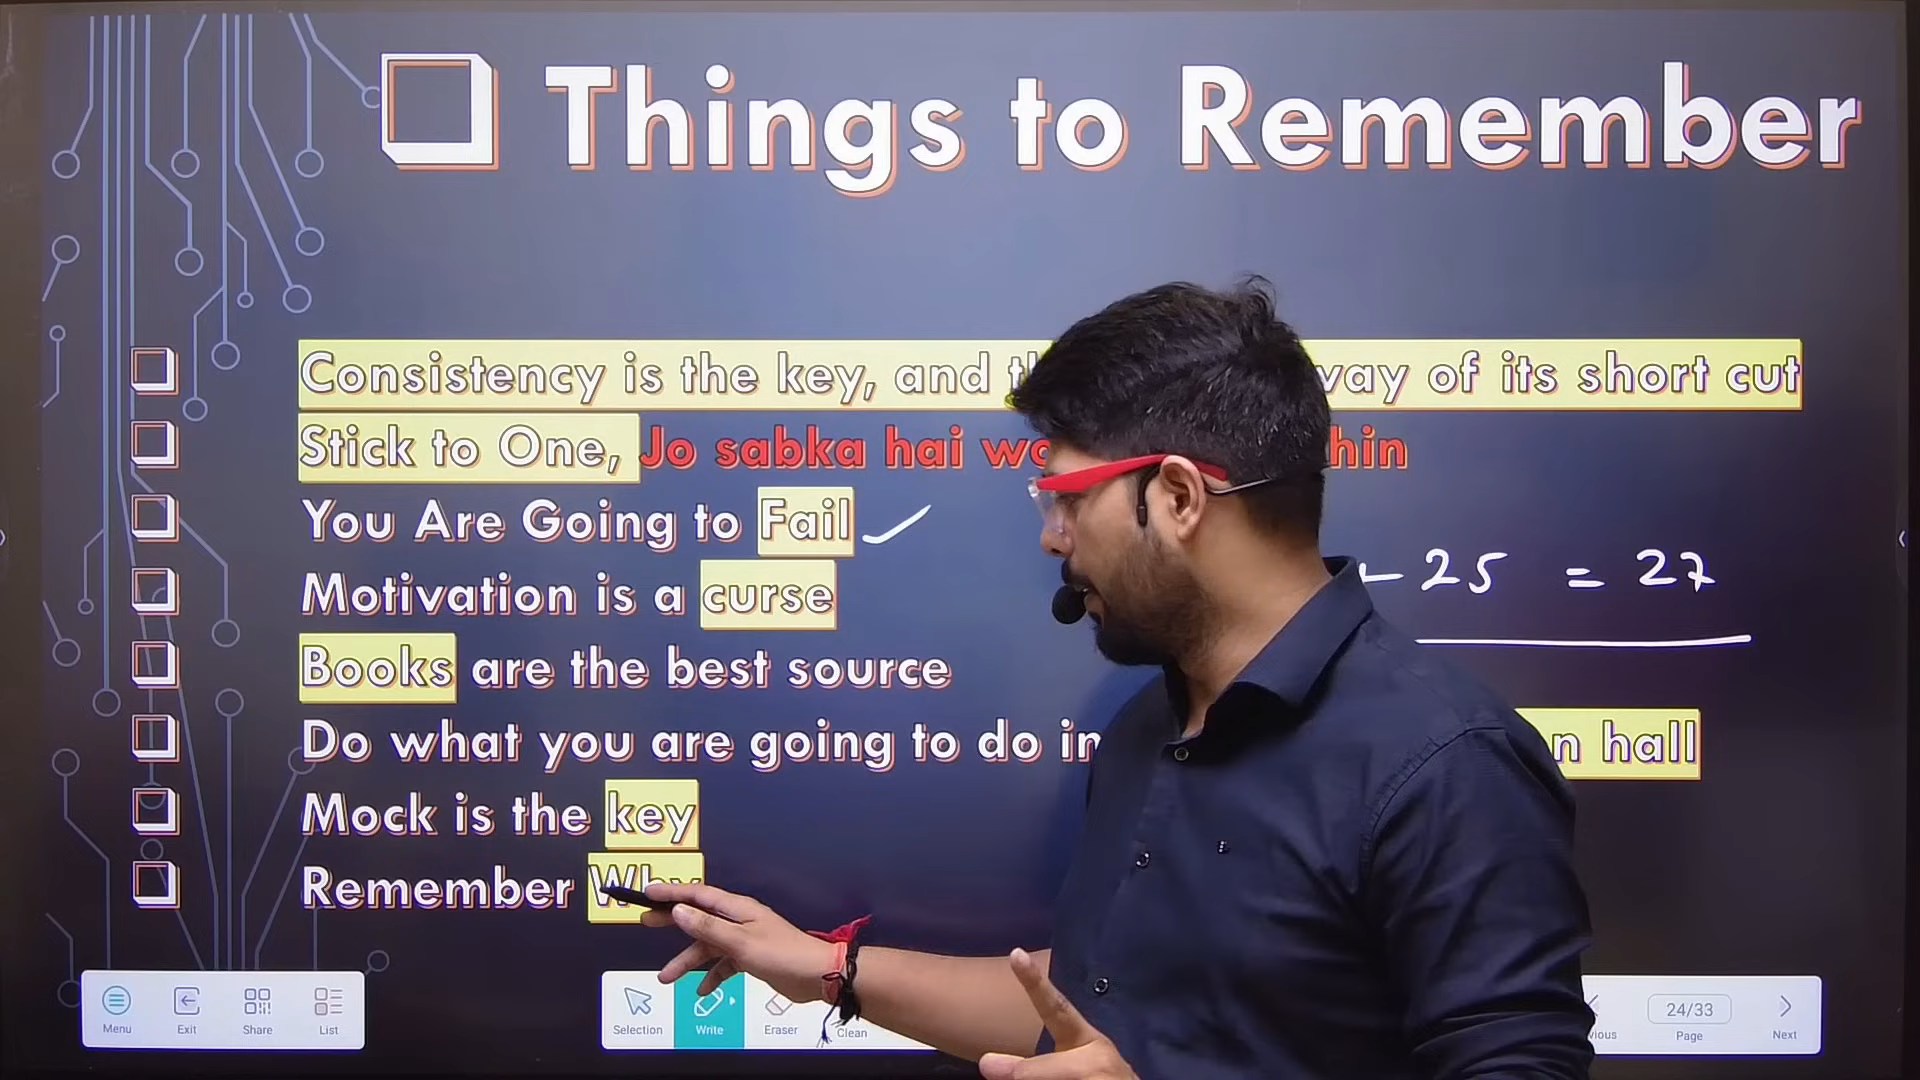 Things to Remember
Consistency is the key, and way of its short cut
Stick to One, Jo sabka hai hin
You Are Going to Fail
25 = 27
Motivation is a curse
Books are the best source
Do what you are going to do in hall
Mock is the key
Remember Why
Menu Exit Share List Selection Write Eraser Clean 24/33 Page Next